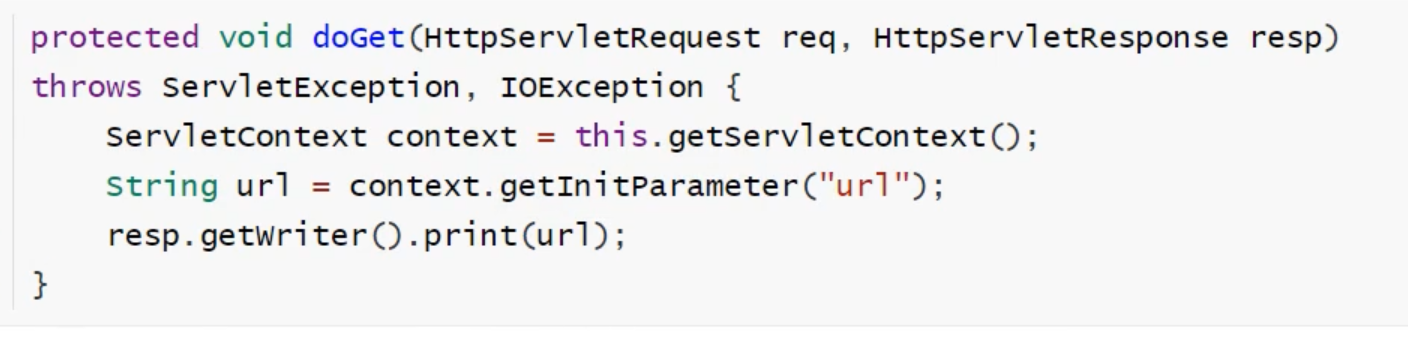 protected void doGet(HttpServletRequest req, HttpServletResponse resp)
throws ServletException, IOException {
    ServletContext context = this.getServletContext();
    String url = context.getInitParameter("url");
    resp.getWriter().print(url);
}